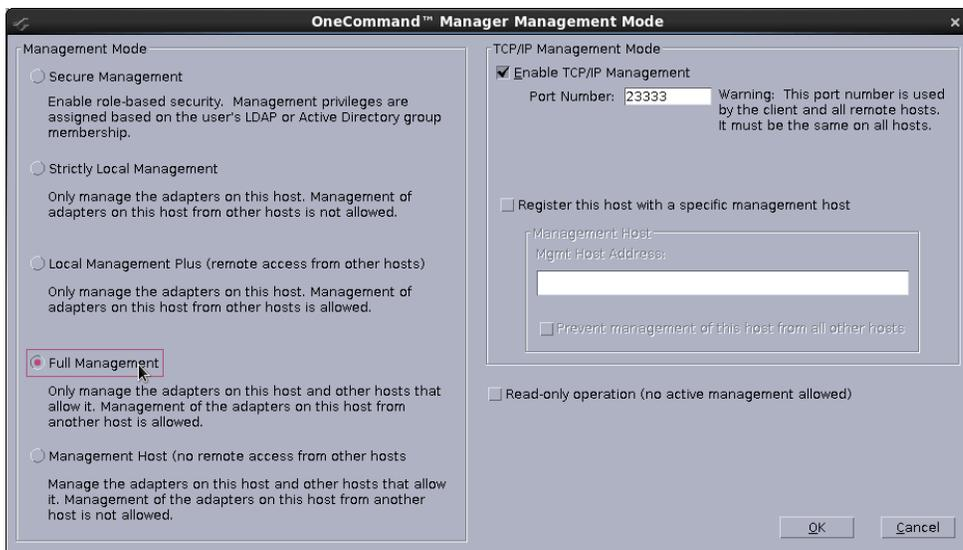 OneCommand™ Manager Management Mode
Management Mode
Secure Management
Enable role-based security.  Management privileges are
assigned based on the user's LDAP or Active Directory group
membership.
Strictly Local Management
Only manage the adapters on this host. Management of
adapters on this host from other hosts is not allowed.
Local Management Plus (remote access from other hosts)
Only manage the adapters on this host. Management of
adapters on this host from other hosts is allowed.
Full Management
Only manage the adapters on this host and other hosts that
allow it. Management of the adapters on this host from
another host is allowed.
Management Host (no remote access from other hosts
Manage the adapters on this host and other hosts that allow
it. Management of the adapters on this host from another
host is not allowed.
TCP/IP Management Mode
Enable TCP/IP Management
Port Number: 23333
Warning:  This port number is used
by the client and all remote hosts.
It must be the same on all hosts.
Register this host with a specific management host
Management Host
Mgmt Host Address:
Prevent management of this host from all other hosts
Read-only operation (no active management allowed)
OK
Cancel